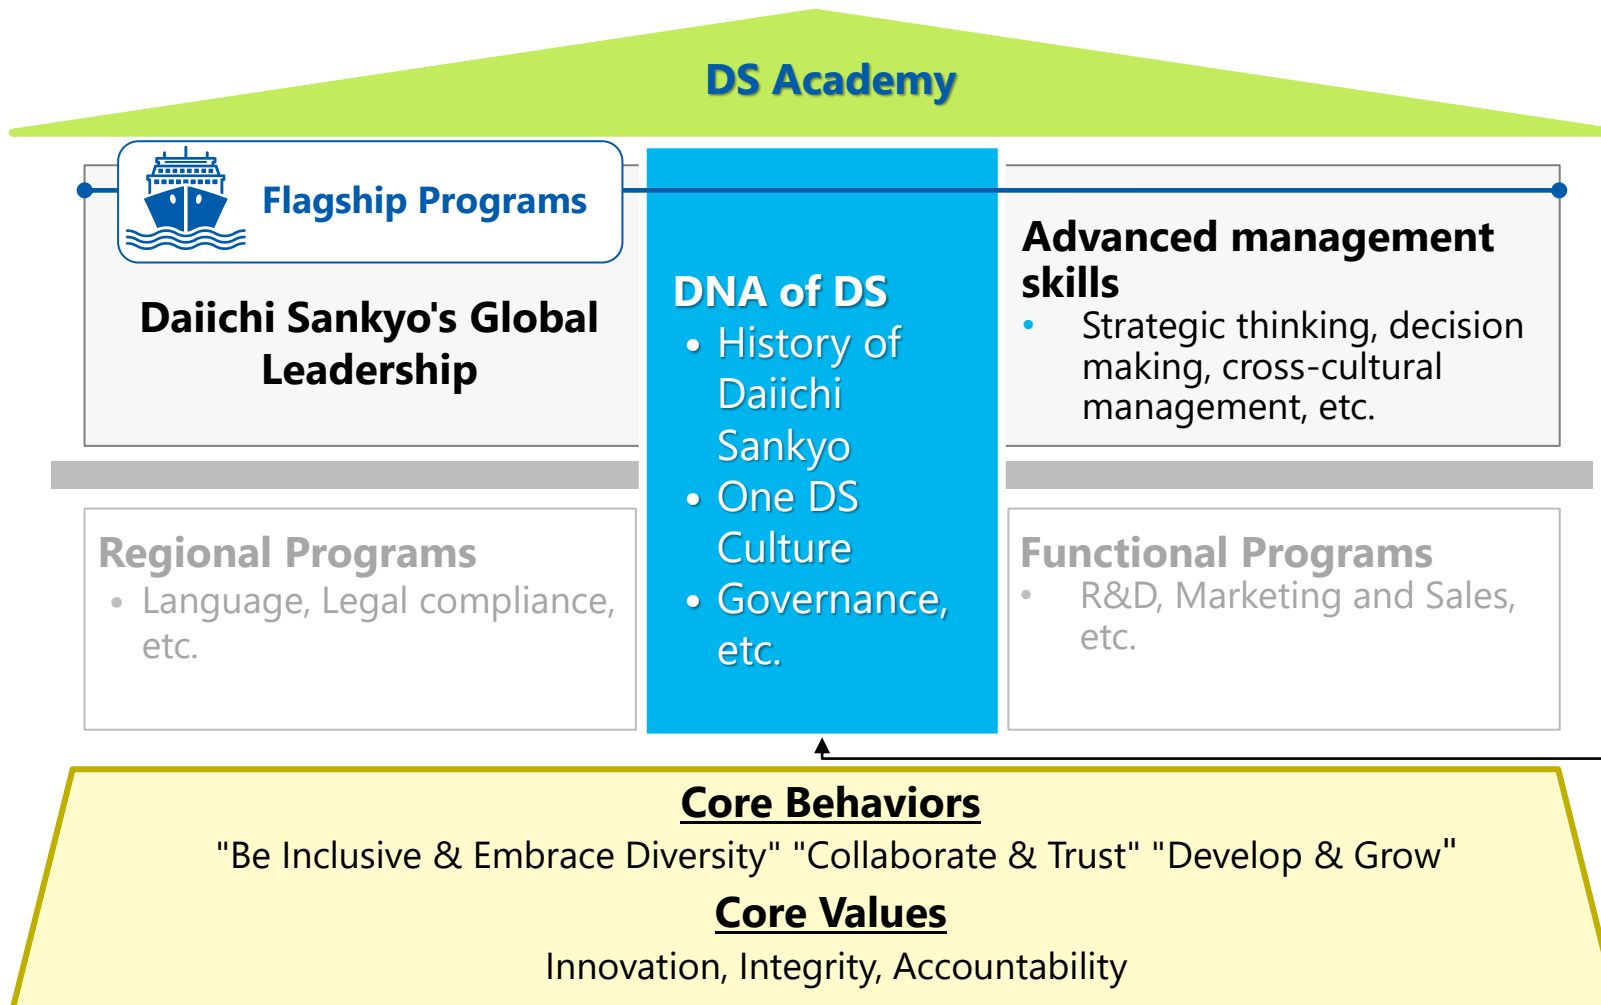 DS Academy
Flagship Programs
Daiichi Sankyo's Global
Leadership
DNA of DS
• History of
Daiichi
Sankyo
• One DS
Culture
• Governance,
etc.
Advanced management
skills
• Strategic thinking, decision
making, cross-cultural
management, etc.
Regional Programs
• Language, Legal compliance,
etc.
Functional Programs
• R&D, Marketing and Sales,
etc.
Core Behaviors
"Be Inclusive & Embrace Diversity" "Collaborate & Trust" "Develop & Grow"
Core Values
Innovation, Integrity, Accountability